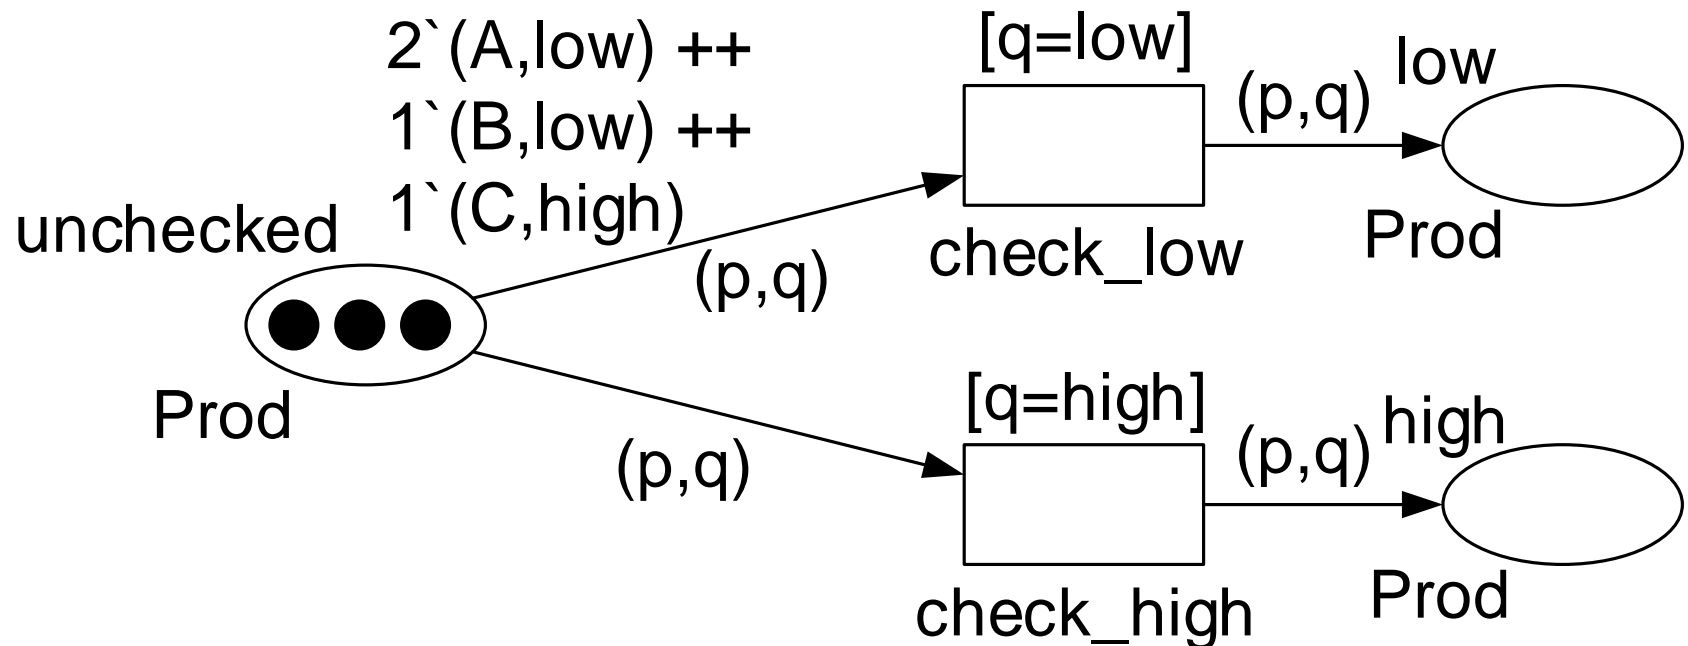 2`(A,low) ++
1`(B,low) ++
1`(C,high)
unchecked
Prod
(p,q)
(p,q)
[q=low]
check_low
(p,q)
low
Prod
[q=high]
check_high
(p,q)
high
Prod